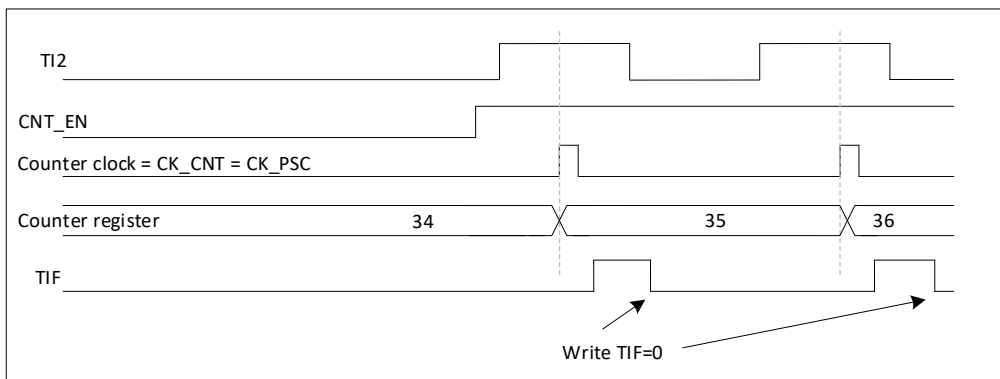 TI2
CNT_EN
Counter clock = CK_CNT = CK_PSC
Counter register 34 35 36
TIF
Write TIF=0